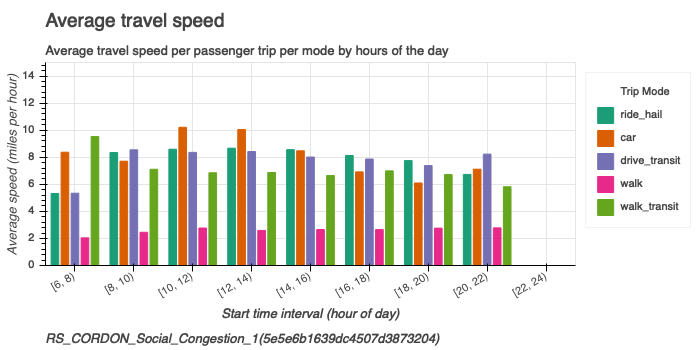 Average travel speed
Average travel speed per passenger trip per mode by hours of the day
Average speed (miles per hour)
14
12
10
8
6
4
2
0
[6, 8)
[8, 10)
[10, 12)
[12, 14)
[14, 16)
[16, 18)
[18, 20)
[20, 22)
[22, 24)
Start time interval (hour of day)
Trip Mode
ride_hail
car
drive_transit
walk
walk_transit
RS_CORDON_Social_Congestion_1(5e5e6b1639dc4507d3873204)